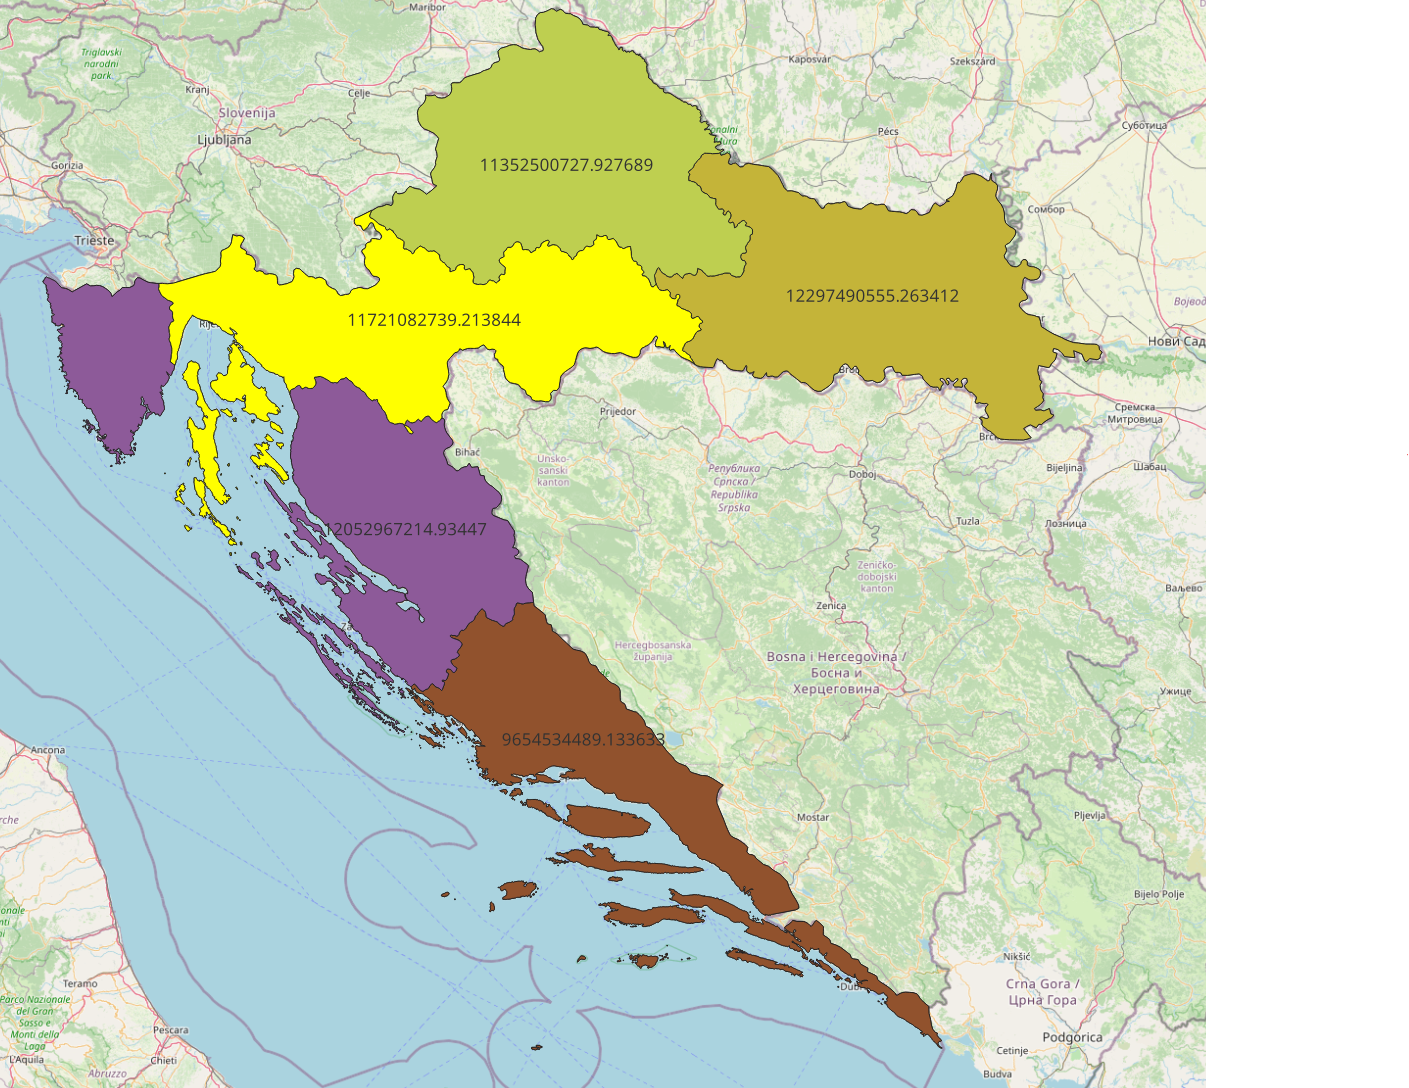 Maribor
Triglavski
narodni
park
Kaposvár
Szekszárd
Kranj
Celje
Slovenija
Суботица
Ljubljana
Pécs
Gorizia
11352500727.927689
Сомбор
Trieste
12297490555.263412
Војво
11721082739.213844
Нови Сад
Prijedor
Сремска
Митровица
Bihać
Unsko-
sanski
kanton
Република
Српска /
Republika
Srpska
Doboj
Bijeljina
Шабац
Tuzla
Лозница
12052967214.93447
Zeničko-
dobojski
kanton
Ваљево
Zenica
Hercegbosanska
županija
Bosna i Hercegovina /
Босна и
Херцеговина
Ужице
Ancona
9654534489.133633
Mostar
Pljevlja
Bijelo Polje
Nikšić
Teramo
Crna Gora /
Црна Гора
Parco Nazionale
del Gran
Sasso e
Monti della
Laga
Pescara
Podgorica
L'Aquila
Chieti
Cetinje
Abruzzo
Budva